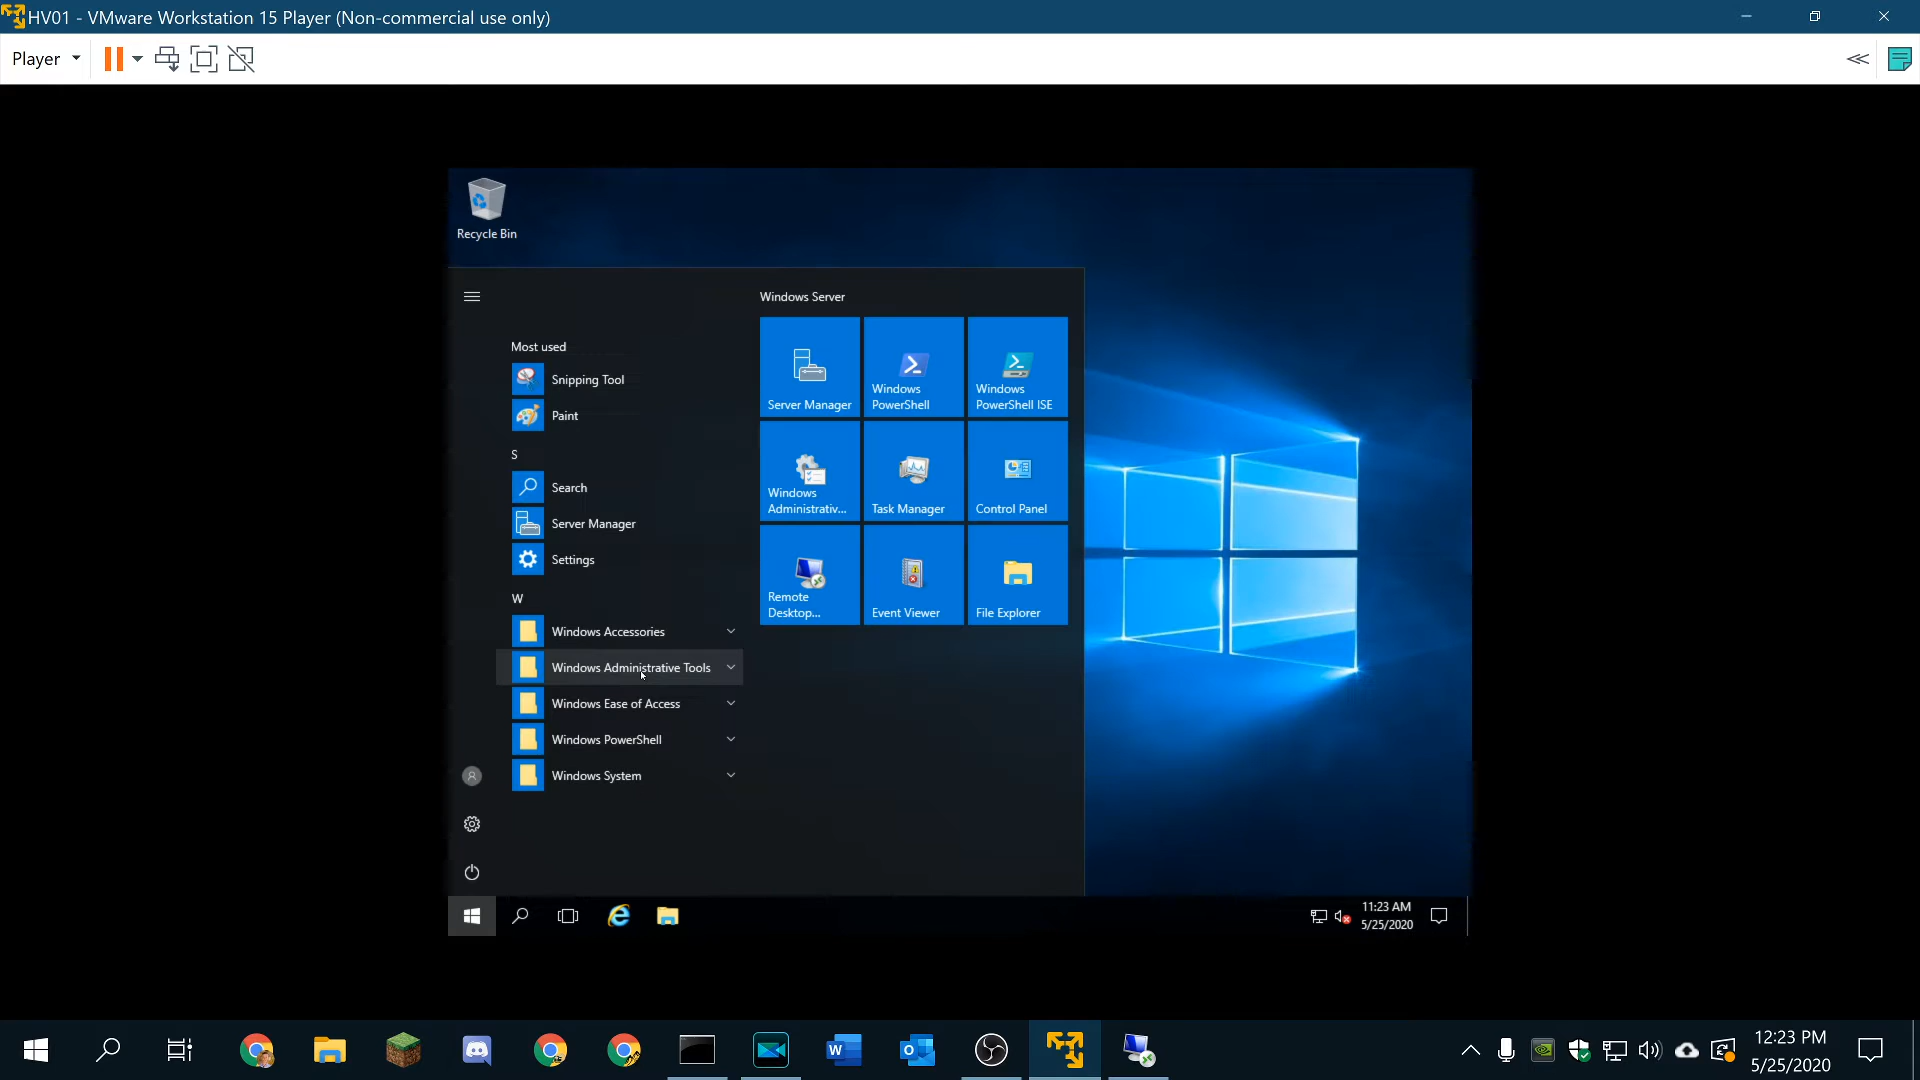 HV01 - VMware Workstation 15 Player (Non-commercial use only)
Player
Recycle Bin
Windows Server
Most used
Snipping Tool
Paint
S
Search
Server Manager
Settings
W
Windows Accessories
Windows Administrative Tools
Windows Ease of Access
Windows PowerShell
Windows System
Server Manager
Windows
PowerShell
Windows
PowerShell ISE
Windows
Administrativ...
Task Manager
Control Panel
Remote
Desktop...
Event Viewer
File Explorer
11:23 AM
5/25/2020
12:23 PM
5/25/2020